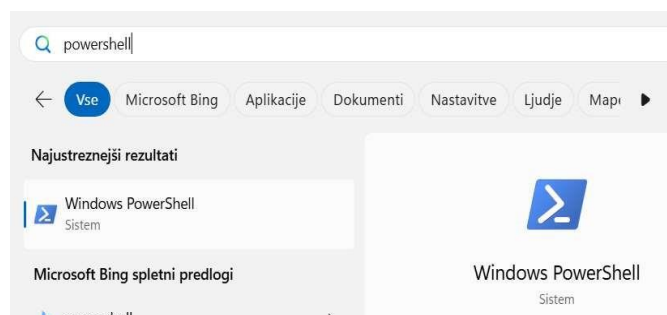 powershell
Vse Microsoft Bing Aplikacije Dokumenti Nastavitve Ljudje
Najustreznejši rezultati
Windows PowerShell
Sistem
Microsoft Bing spletni predlogi
Windows PowerShell
Sistem